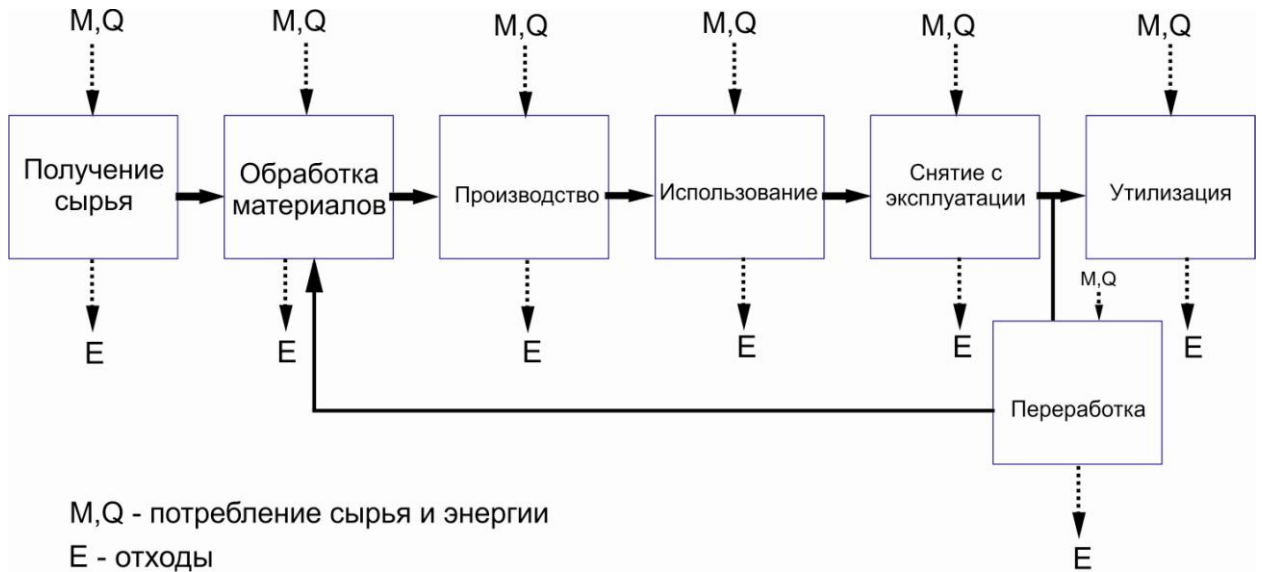 M,Q
M,Q
M,Q
M,Q
M,Q
M,Q
Получение
сырья
Обработка
материалов
Производство
Использование
Снятие с
эксплуатации
Утилизация
M,Q
E
E
E
E
E
E
Переработка
M,Q - потребление сырья и энергии
E - отходы
E